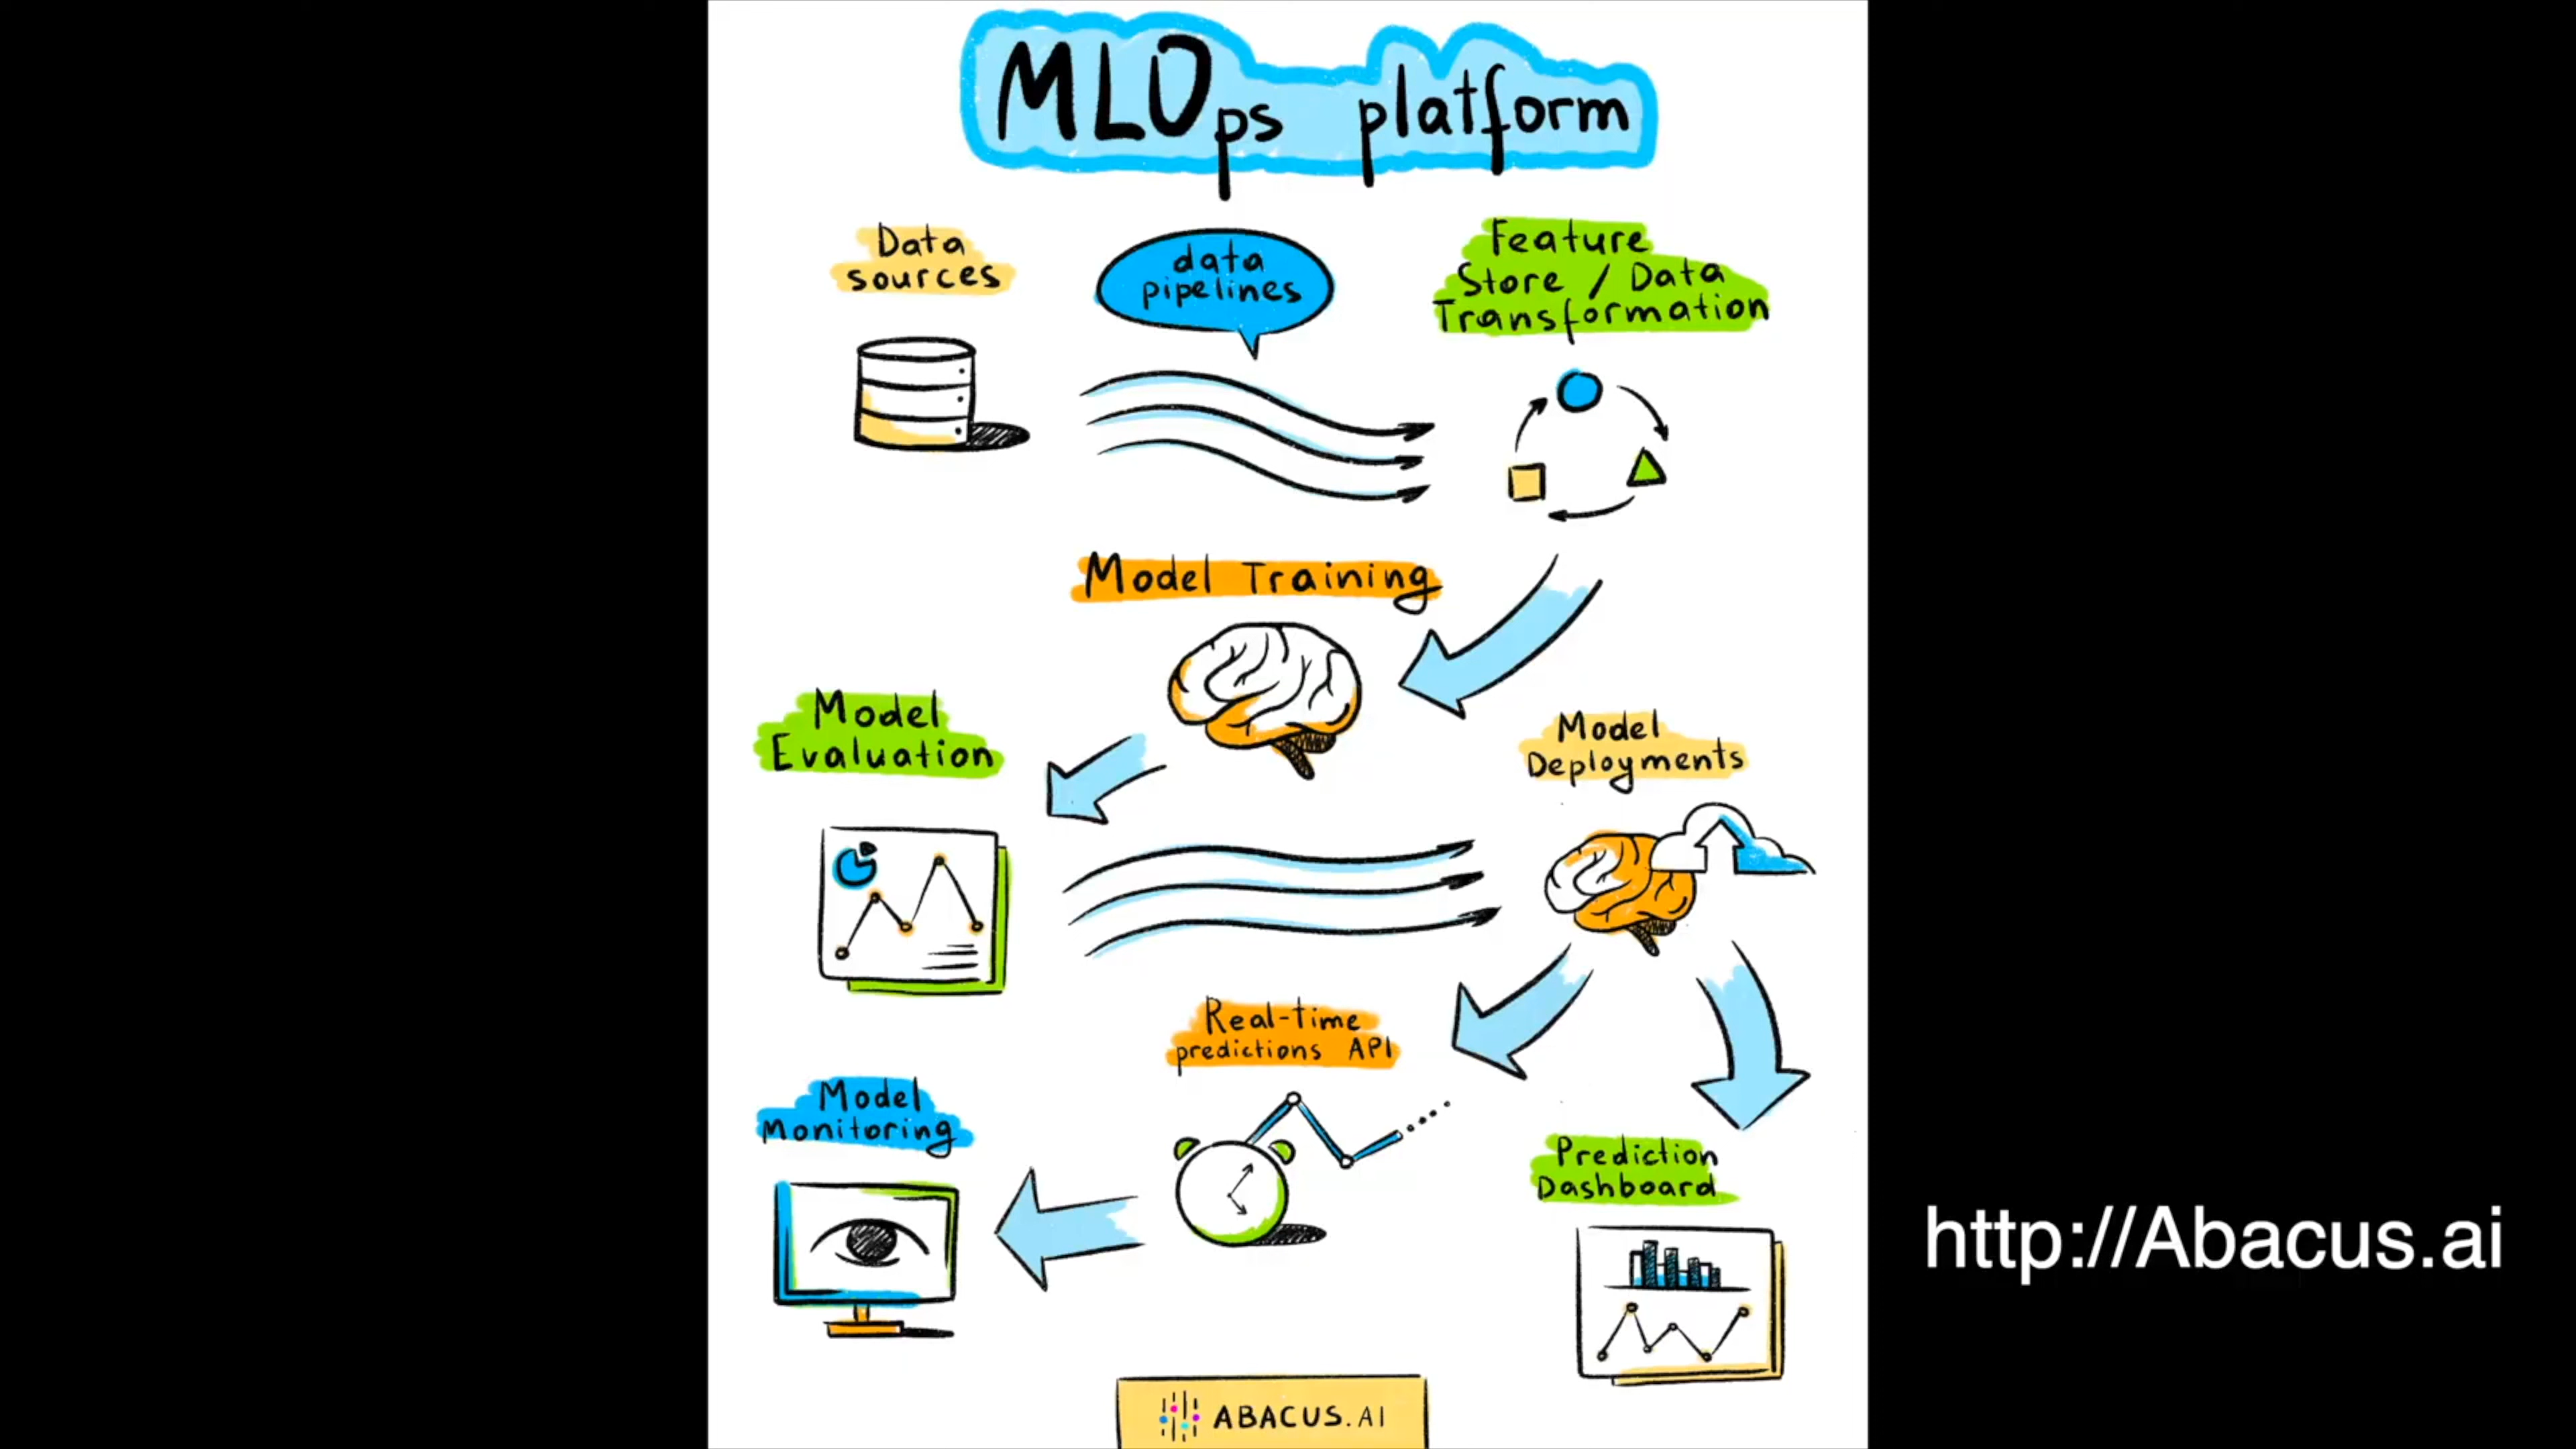 MLOps platform
Data
sources
data
pipelines
Feature
Store / Data
Transformation
Model Training
Model
Evaluation
Model
Deployments
Real-time
predictions API
Model
Monitoring
Prediction
Dashboard
http://Abacus.ai
ABACUS.AI